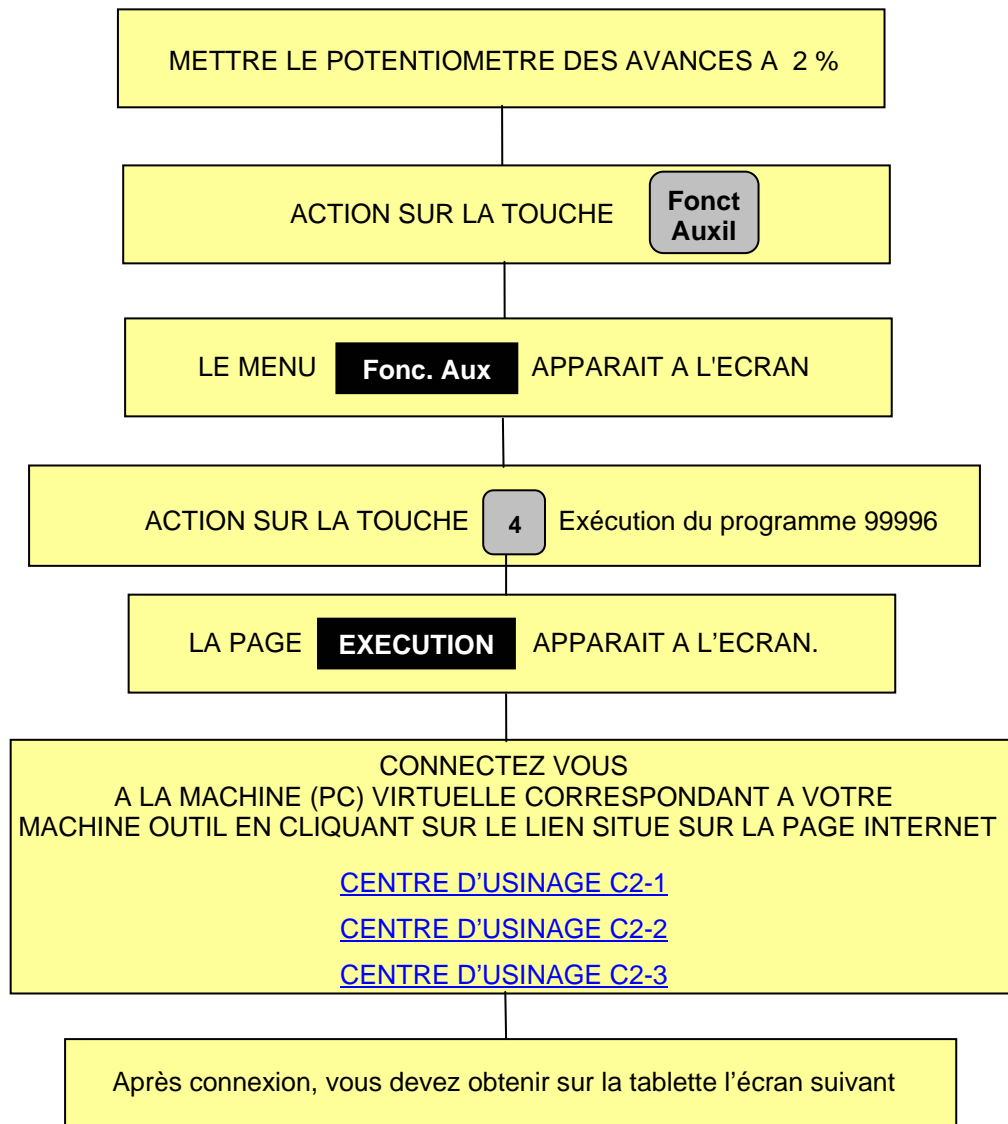 METTRE LE POTENTIOMETRE DES AVANCES A 2 %
ACTION SUR LA TOUCHE Fonct
Auxil
LE MENU Fonc. Aux APPARAIT A L'ECRAN
ACTION SUR LA TOUCHE 4 Exécution du programme 99996
LA PAGE EXECUTION APPARAIT A L’ECRAN.
CONNECTEZ VOUS
A LA MACHINE (PC) VIRTUELLE CORRESPONDANT A VOTRE
MACHINE OUTIL EN CLIQUANT SUR LE LIEN SITUE SUR LA PAGE INTERNET
CENTRE D’USINAGE C2-1
CENTRE D’USINAGE C2-2
CENTRE D’USINAGE C2-3
Après connexion, vous devez obtenir sur la tablette l’écran suivant